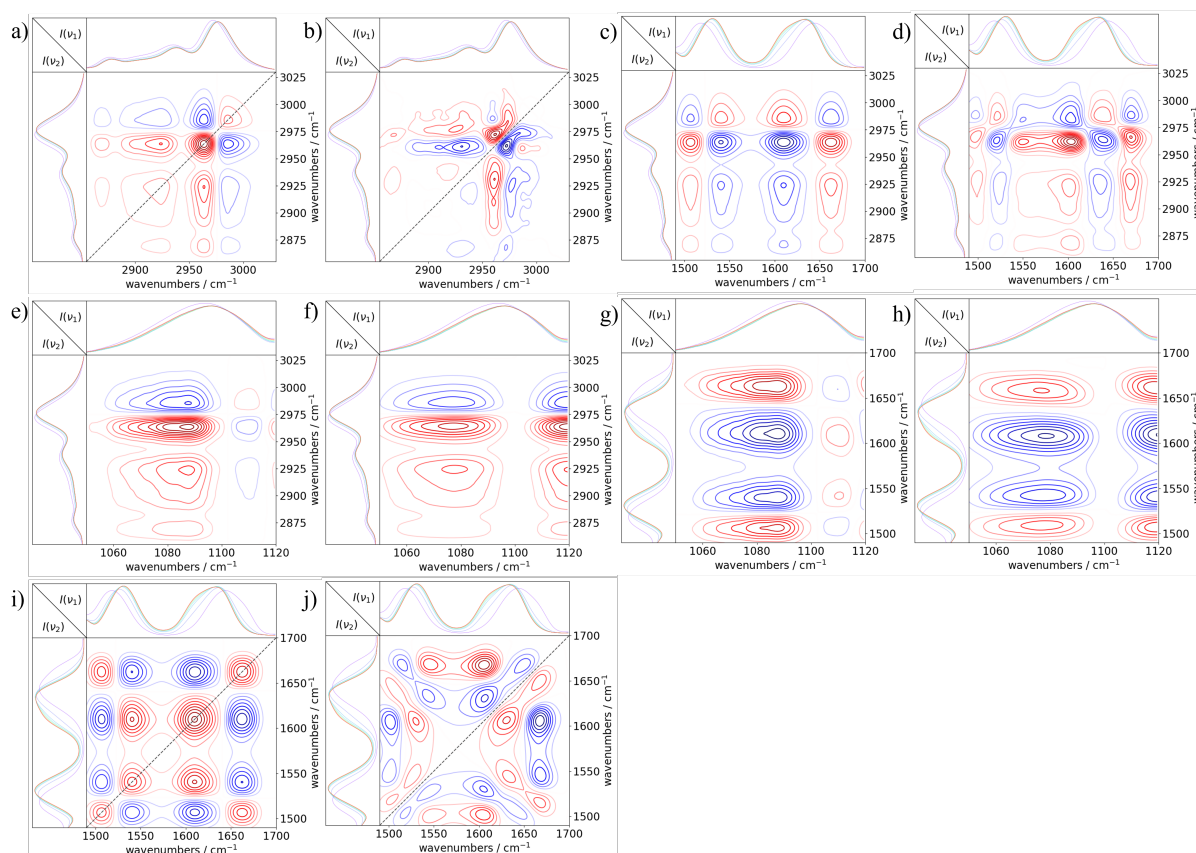 a)
I(ν₁)
I(ν₂)
3025
3000
2975
2950
2925
2900
2875
wavenumbers / cm⁻¹
2900 2950 3000
wavenumbers / cm⁻¹
b)
I(ν₁)
I(ν₂)
3025
3000
2975
2950
2925
2900
2875
wavenumbers / cm⁻¹
2900 2950 3000
wavenumbers / cm⁻¹
c)
I(ν₁)
I(ν₂)
3025
3000
2975
2950
2925
2900
2875
wavenumbers / cm⁻¹
1500 1550 1600 1650 1700
wavenumbers / cm⁻¹
d)
I(ν₁)
I(ν₂)
3025
3000
2975
2950
2925
2900
2875
wavenumbers / cm⁻¹
1500 1550 1600 1650 1700
wavenumbers / cm⁻¹
e)
I(ν₁)
I(ν₂)
3025
3000
2975
2950
2925
2900
2875
wavenumbers / cm⁻¹
1060 1080 1100 1120
wavenumbers / cm⁻¹
f)
I(ν₁)
I(ν₂)
3025
3000
2975
2950
2925
2900
2875
wavenumbers / cm⁻¹
1060 1080 1100 1120
wavenumbers / cm⁻¹
g)
I(ν₁)
I(ν₂)
1700
1650
1600
1550
1500
wavenumbers / cm⁻¹
1060 1080 1100 1120
wavenumbers / cm⁻¹
h)
I(ν₁)
I(ν₂)
1700
1650
1600
1550
1500
wavenumbers / cm⁻¹
1060 1080 1100 1120
wavenumbers / cm⁻¹
i)
I(ν₁)
I(ν₂)
1700
1650
1600
1550
1500
wavenumbers / cm⁻¹
1500 1550 1600 1650 1700
wavenumbers / cm⁻¹
j)
I(ν₁)
I(ν₂)
1700
1650
1600
1550
1500
wavenumbers / cm⁻¹
1500 1550 1600 1650 1700
wavenumbers / cm⁻¹